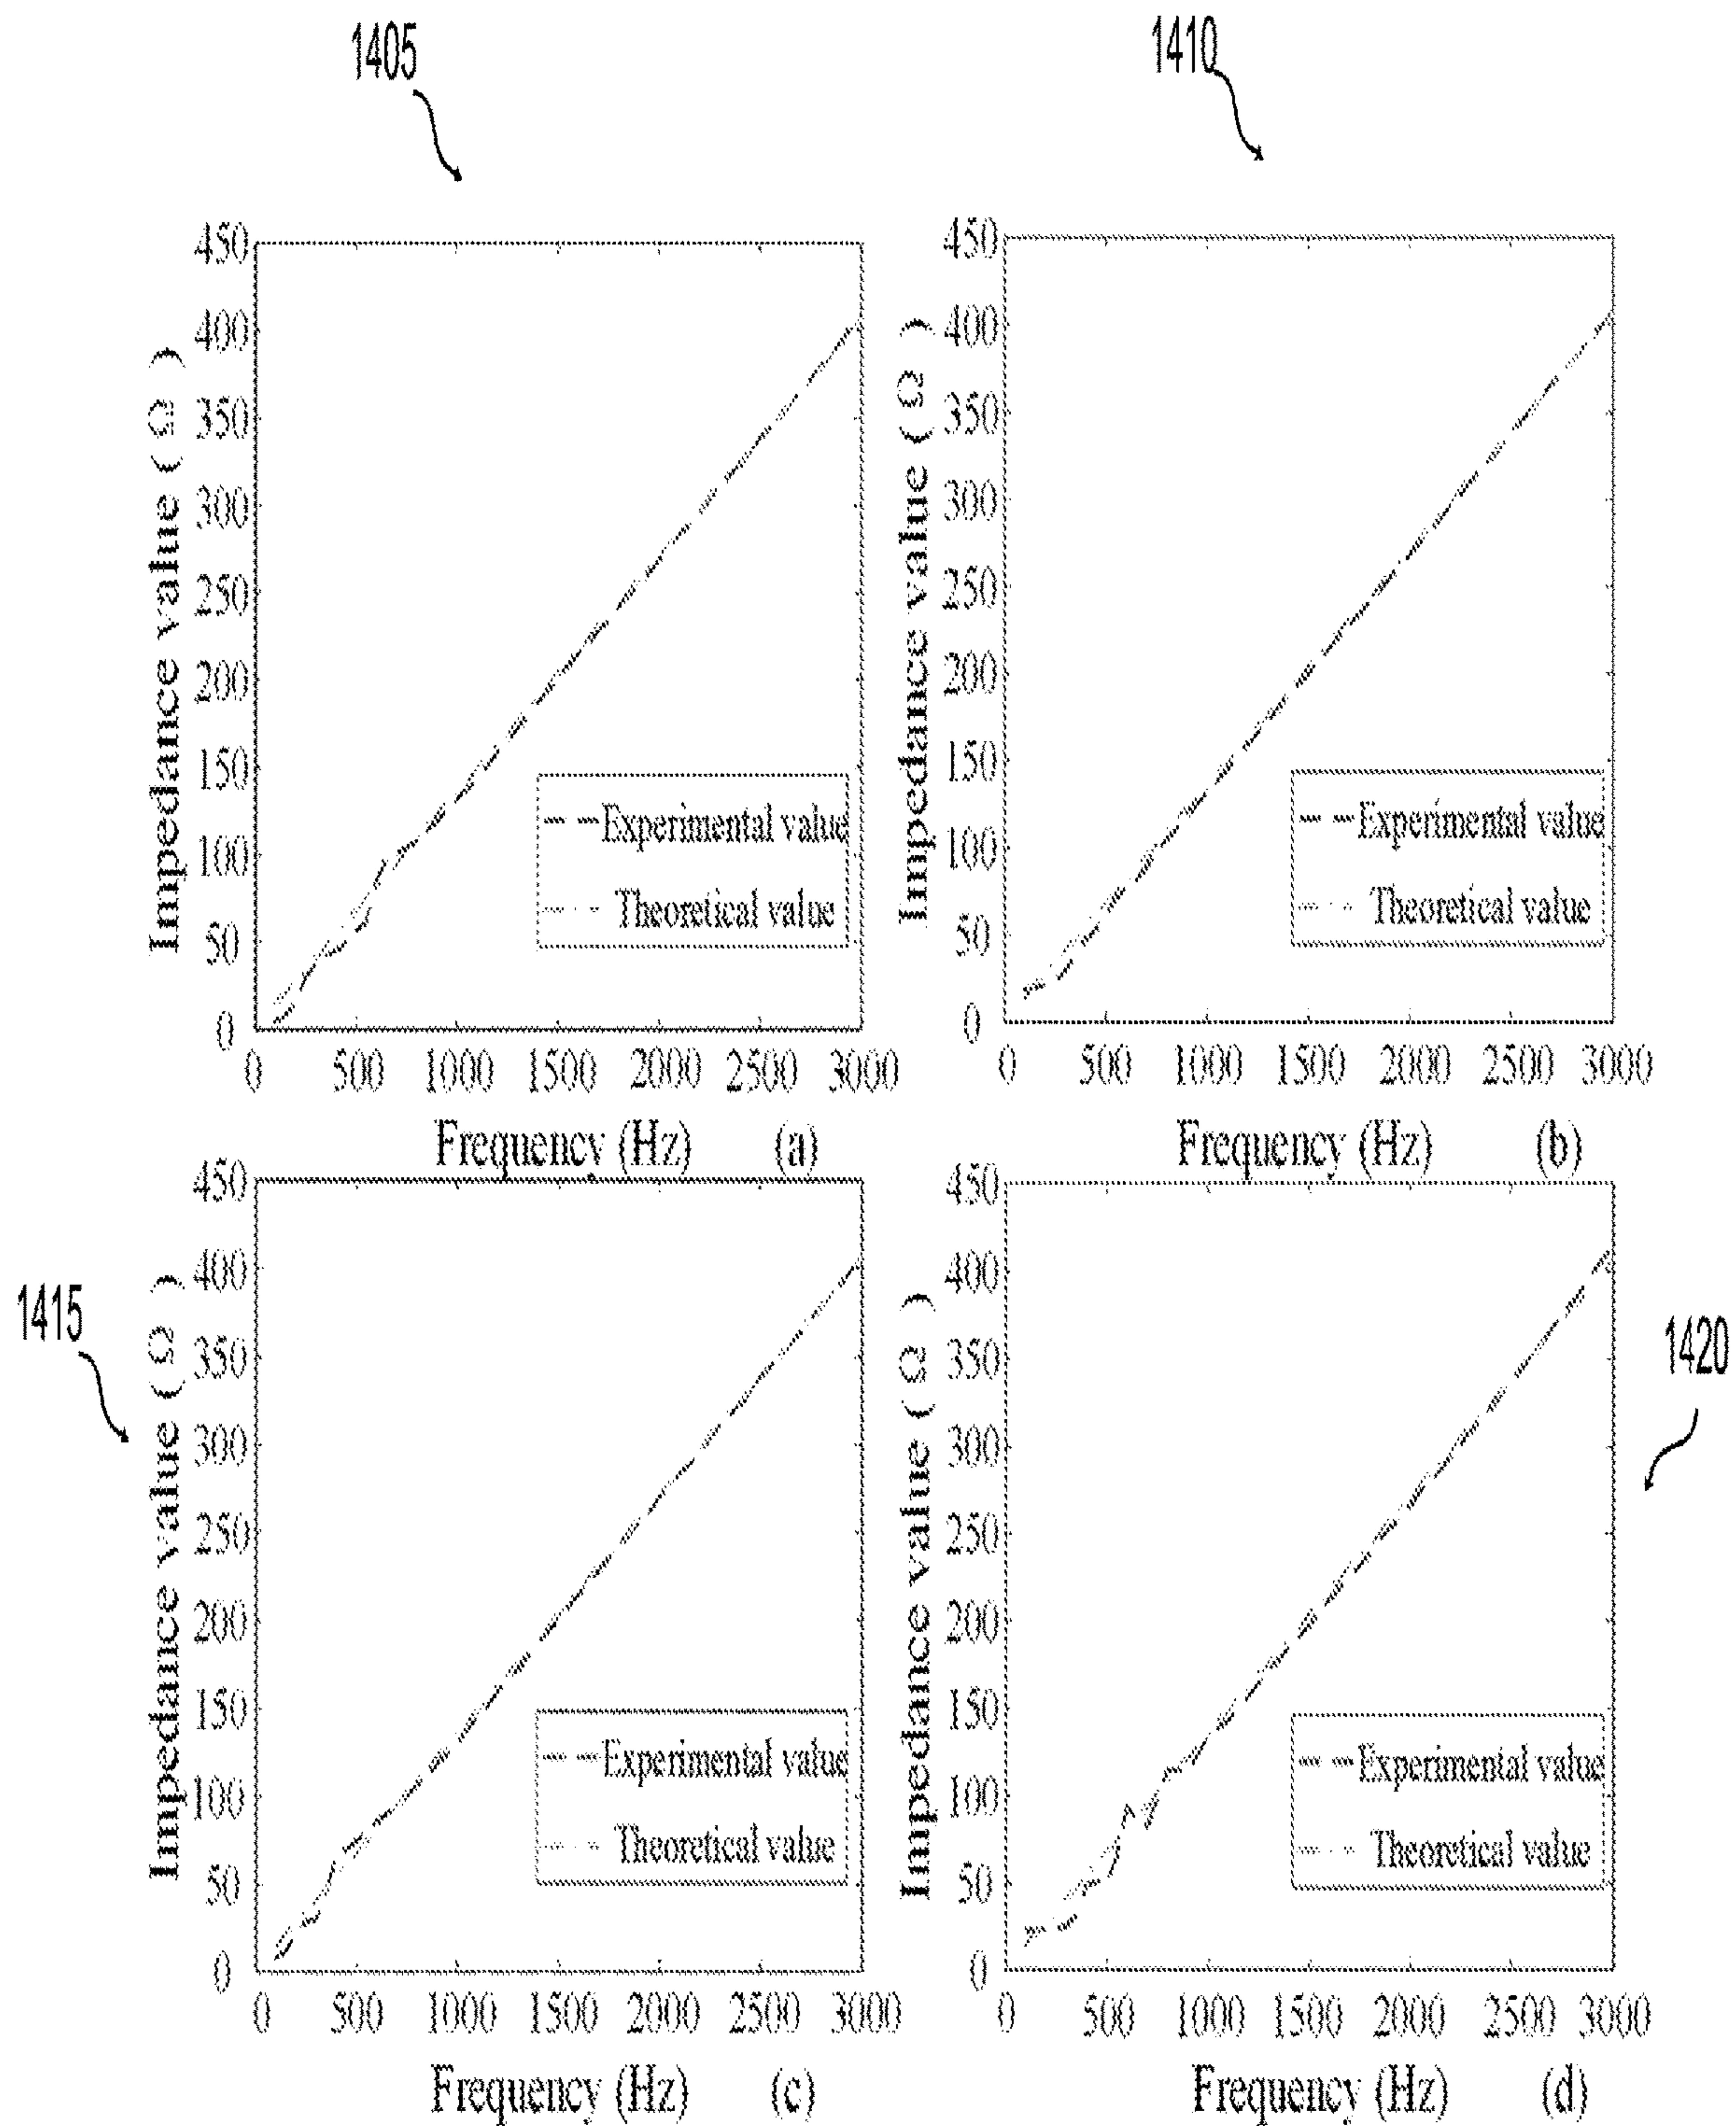 1405
1410
450
400
350
300
250
200
150
100
50
0
Impedance value ( Ω )
Experimental value
Theoretical value
0 500 1000 1500 2000 2500 3000
Frequency (Hz) (a)
450
400
350
300
250
200
150
100
50
0
Impedance value ( Ω )
Experimental value
Theoretical value
0 500 1000 1500 2000 2500 3000
Frequency (Hz) (b)
1415
450
400
350
300
250
200
150
100
50
0
Impedance value ( Ω )
Experimental value
Theoretical value
0 500 1000 1500 2000 2500 3000
Frequency (Hz) (c)
450
400
350
300
250
200
150
100
50
0
Impedance value ( Ω )
Experimental value
Theoretical value
0 500 1000 1500 2000 2500 3000
Frequency (Hz) (d)
1420